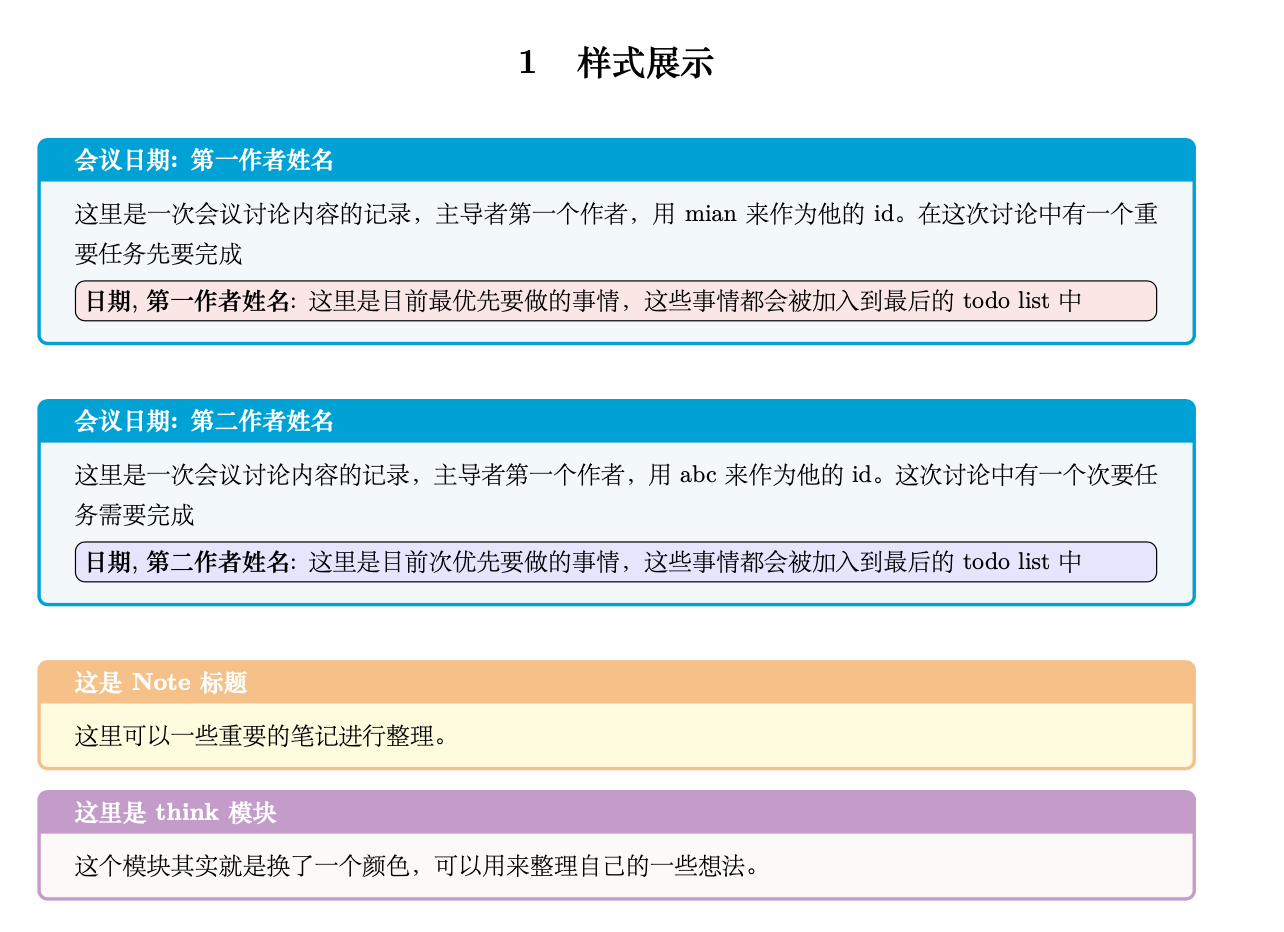 1 样式展示
会议日期: 第一作者姓名
这里是一次会议讨论内容的记录，主导者第一个作者，用 mian 来作为他的 id。在这次讨论中有一个重
要任务先要完成
日期, 第一作者姓名: 这里是目前最优先要做的事情，这些事情都会被加入到最后的 todo list 中
会议日期: 第二作者姓名
这里是一次会议讨论内容的记录，主导者第一个作者，用 abc 来作为他的 id。这次讨论中有一个次要任
务需要完成
日期, 第二作者姓名: 这里是目前次优先要做的事情，这些事情都会被加入到最后的 todo list 中
这是 Note 标题
这里可以一些重要的笔记进行整理。
这里是 think 模块
这个模块其实就是换了一个颜色，可以用来整理自己的一些想法。